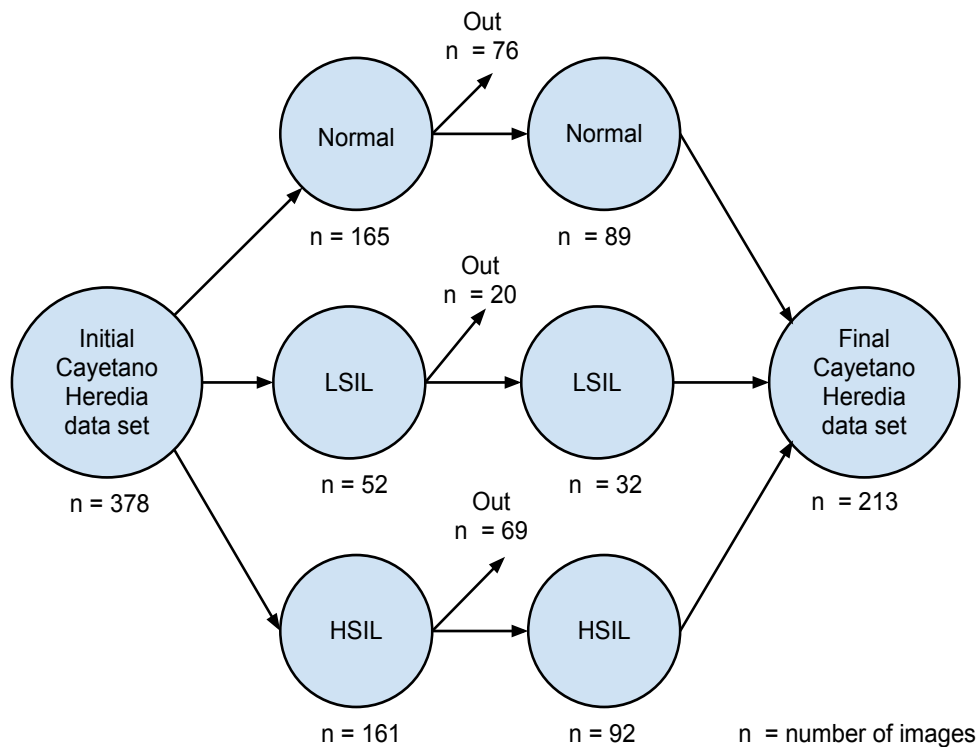 Out
n = 76
Normal
Normal
n = 165
n = 89
Out
n = 20
Initial
Cayetano
Heredia
data set
LSIL
LSIL
Final
Cayetano
Heredia
data set
n = 378
n = 52
n = 32
n = 213
Out
n = 69
HSIL
HSIL
n = 161
n = 92
n = number of images